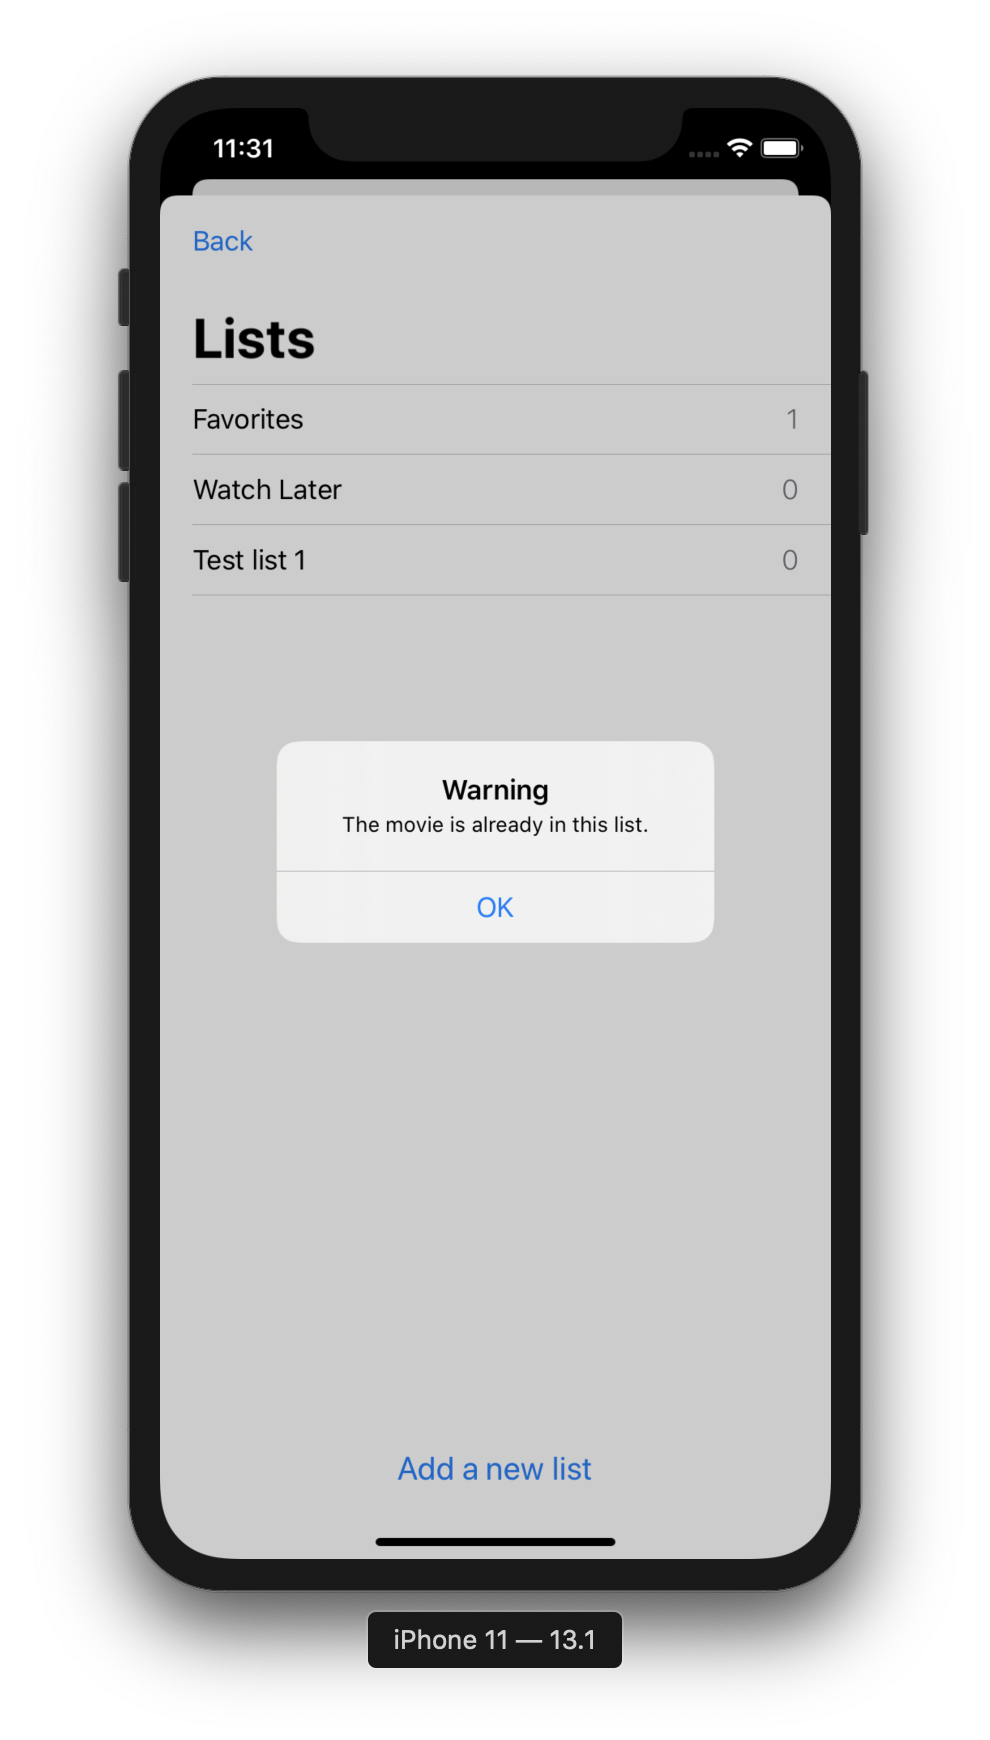 11:31
Back
Lists
Favorites 1
Watch Later 0
Test list 1 0
Warning
The movie is already in this list.
OK
Add a new list
iPhone 11 — 13.1